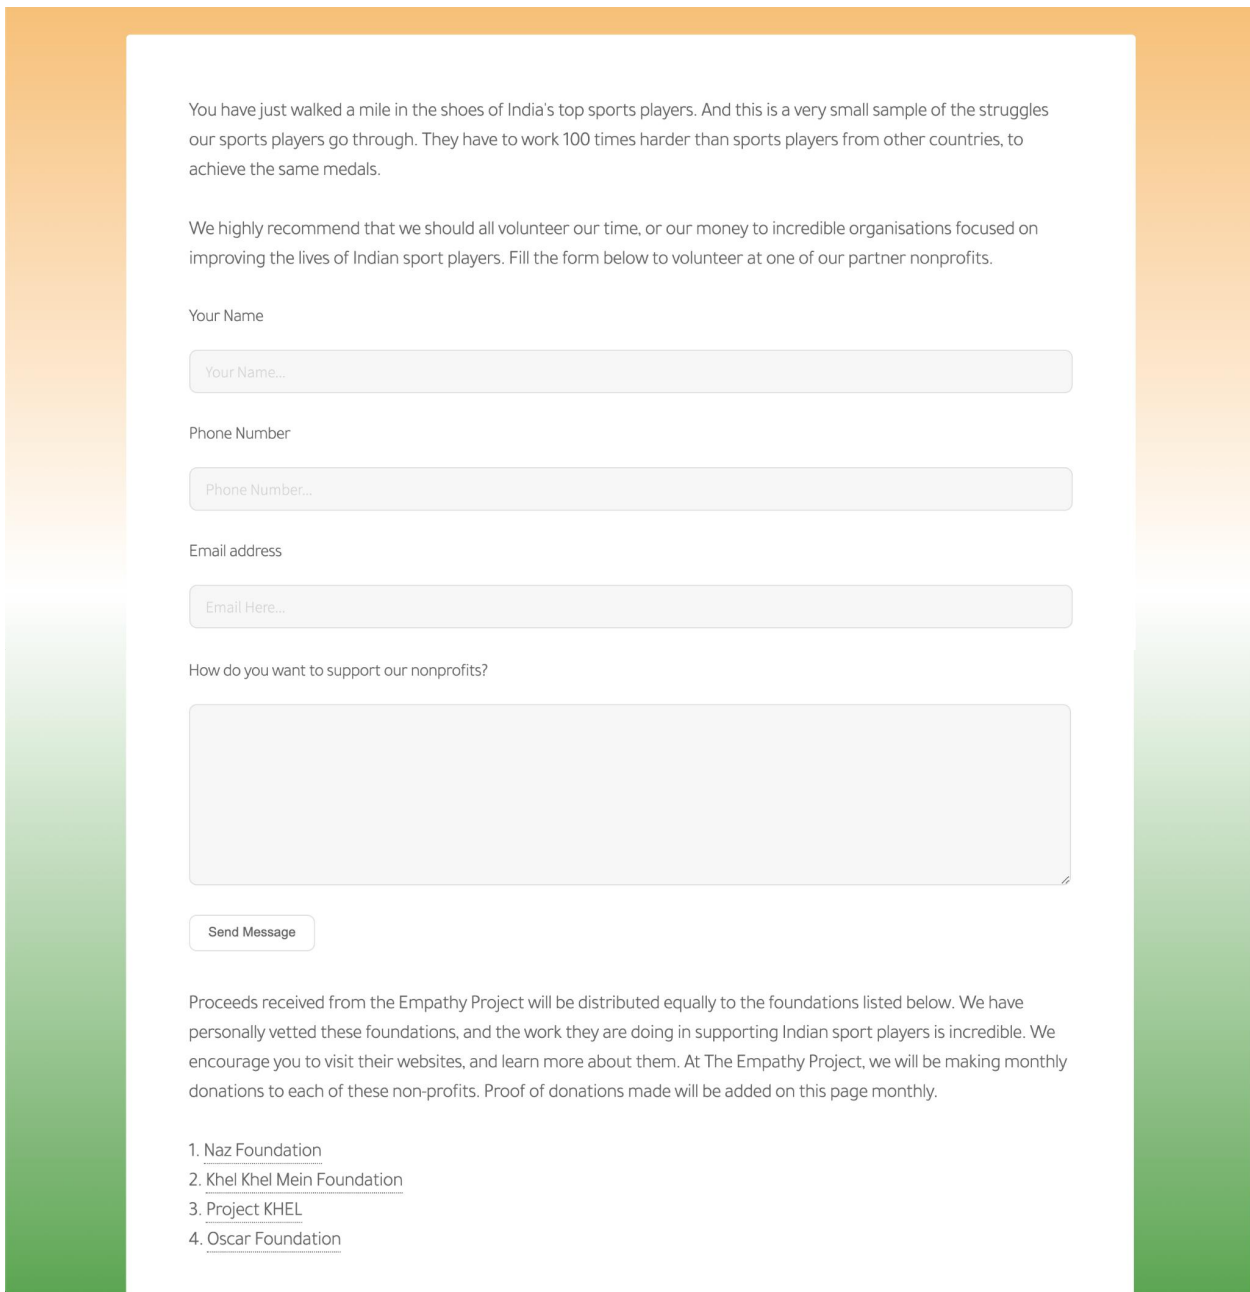 You have just walked a mile in the shoes of India's top sports players. And this is a very small sample of the struggles
our sports players go through. They have to work 100 times harder than sports players from other countries, to
achieve the same medals.
We highly recommend that we should all volunteer our time, or our money to incredible organisations focused on
improving the lives of Indian sport players. Fill the form below to volunteer at one of our partner nonprofits.
Your Name
Your Name...
Phone Number
Phone Number...
Email address
Email Here...
How do you want to support our nonprofits?
Send Message
Proceeds received from the Empathy Project will be distributed equally to the foundations listed below. We have
personally vetted these foundations, and the work they are doing in supporting Indian sport players is incredible. We
encourage you to visit their websites, and learn more about them. At The Empathy Project, we will be making monthly
donations to each of these non-profits. Proof of donations made will be added on this page monthly.
1. Naz Foundation
2. Khel Khel Mein Foundation
3. Project KHEL
4. Oscar Foundation